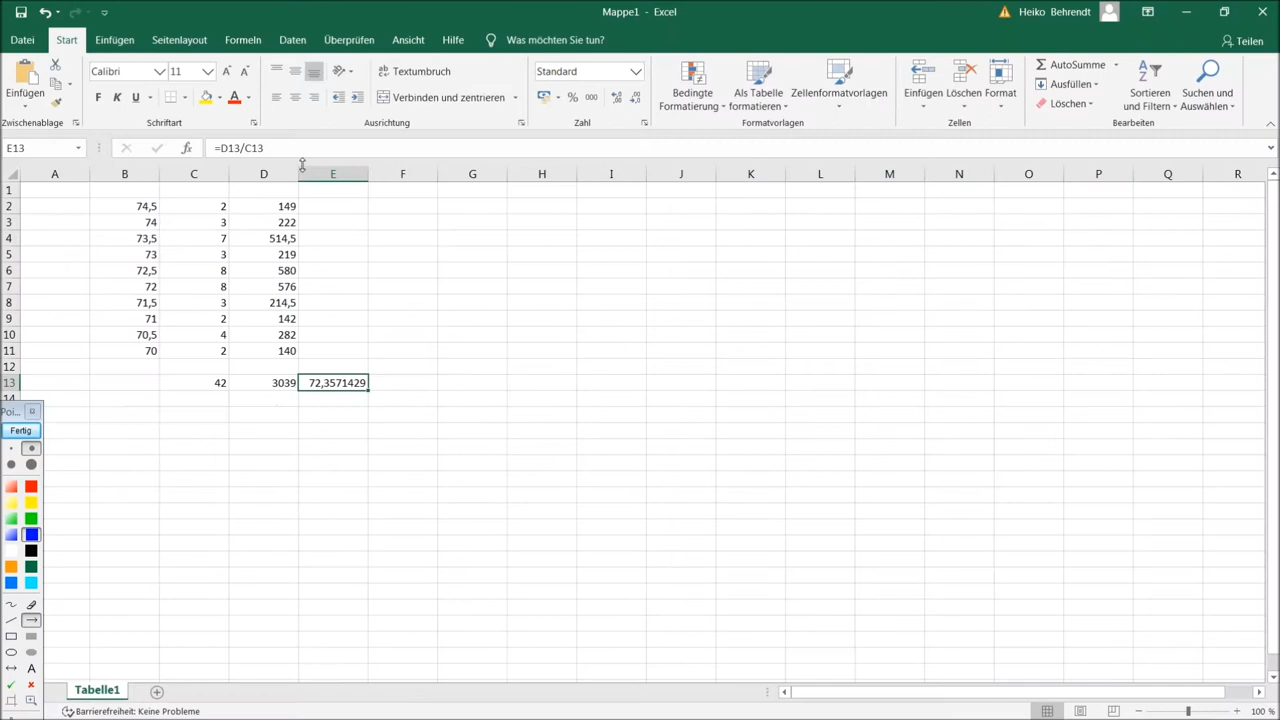 Mappe1 - Excel
Heiko Behrendt
Datei Start Einfügen Seitenlayout Formeln Daten Überprüfen Ansicht Hilfe Was möchten Sie tun? Teilen
Calibri 11 Textumbruch Standard AutoSumme
Ausfüllen
Einfügen F K U A Verbinden und zentrieren % 000 Bedingte Formatierung Als Tabelle formatieren Zellenformatvorlagen Einfügen Löschen Format Löschen Sortieren und Filtern Suchen und Auswählen
Zwischenablage Schriftart Ausrichtung Zahl Formatvorlagen Zellen Bearbeiten
E13 fx =D13/C13
A B C D E F G H I J K L M N O P Q R
1
2 74,5 2 149
3 74 3 222
4 73,5 7 514,5
5 73 3 219
6 72,5 8 580
7 72 8 576
8 71,5 3 214,5
9 71 2 142
10 70,5 4 282
11 70 2 140
12
13 42 3039 72,3571429
14
Poi...
Fertig
A
Tabelle1
Barrierefreiheit: Keine Probleme 100 %